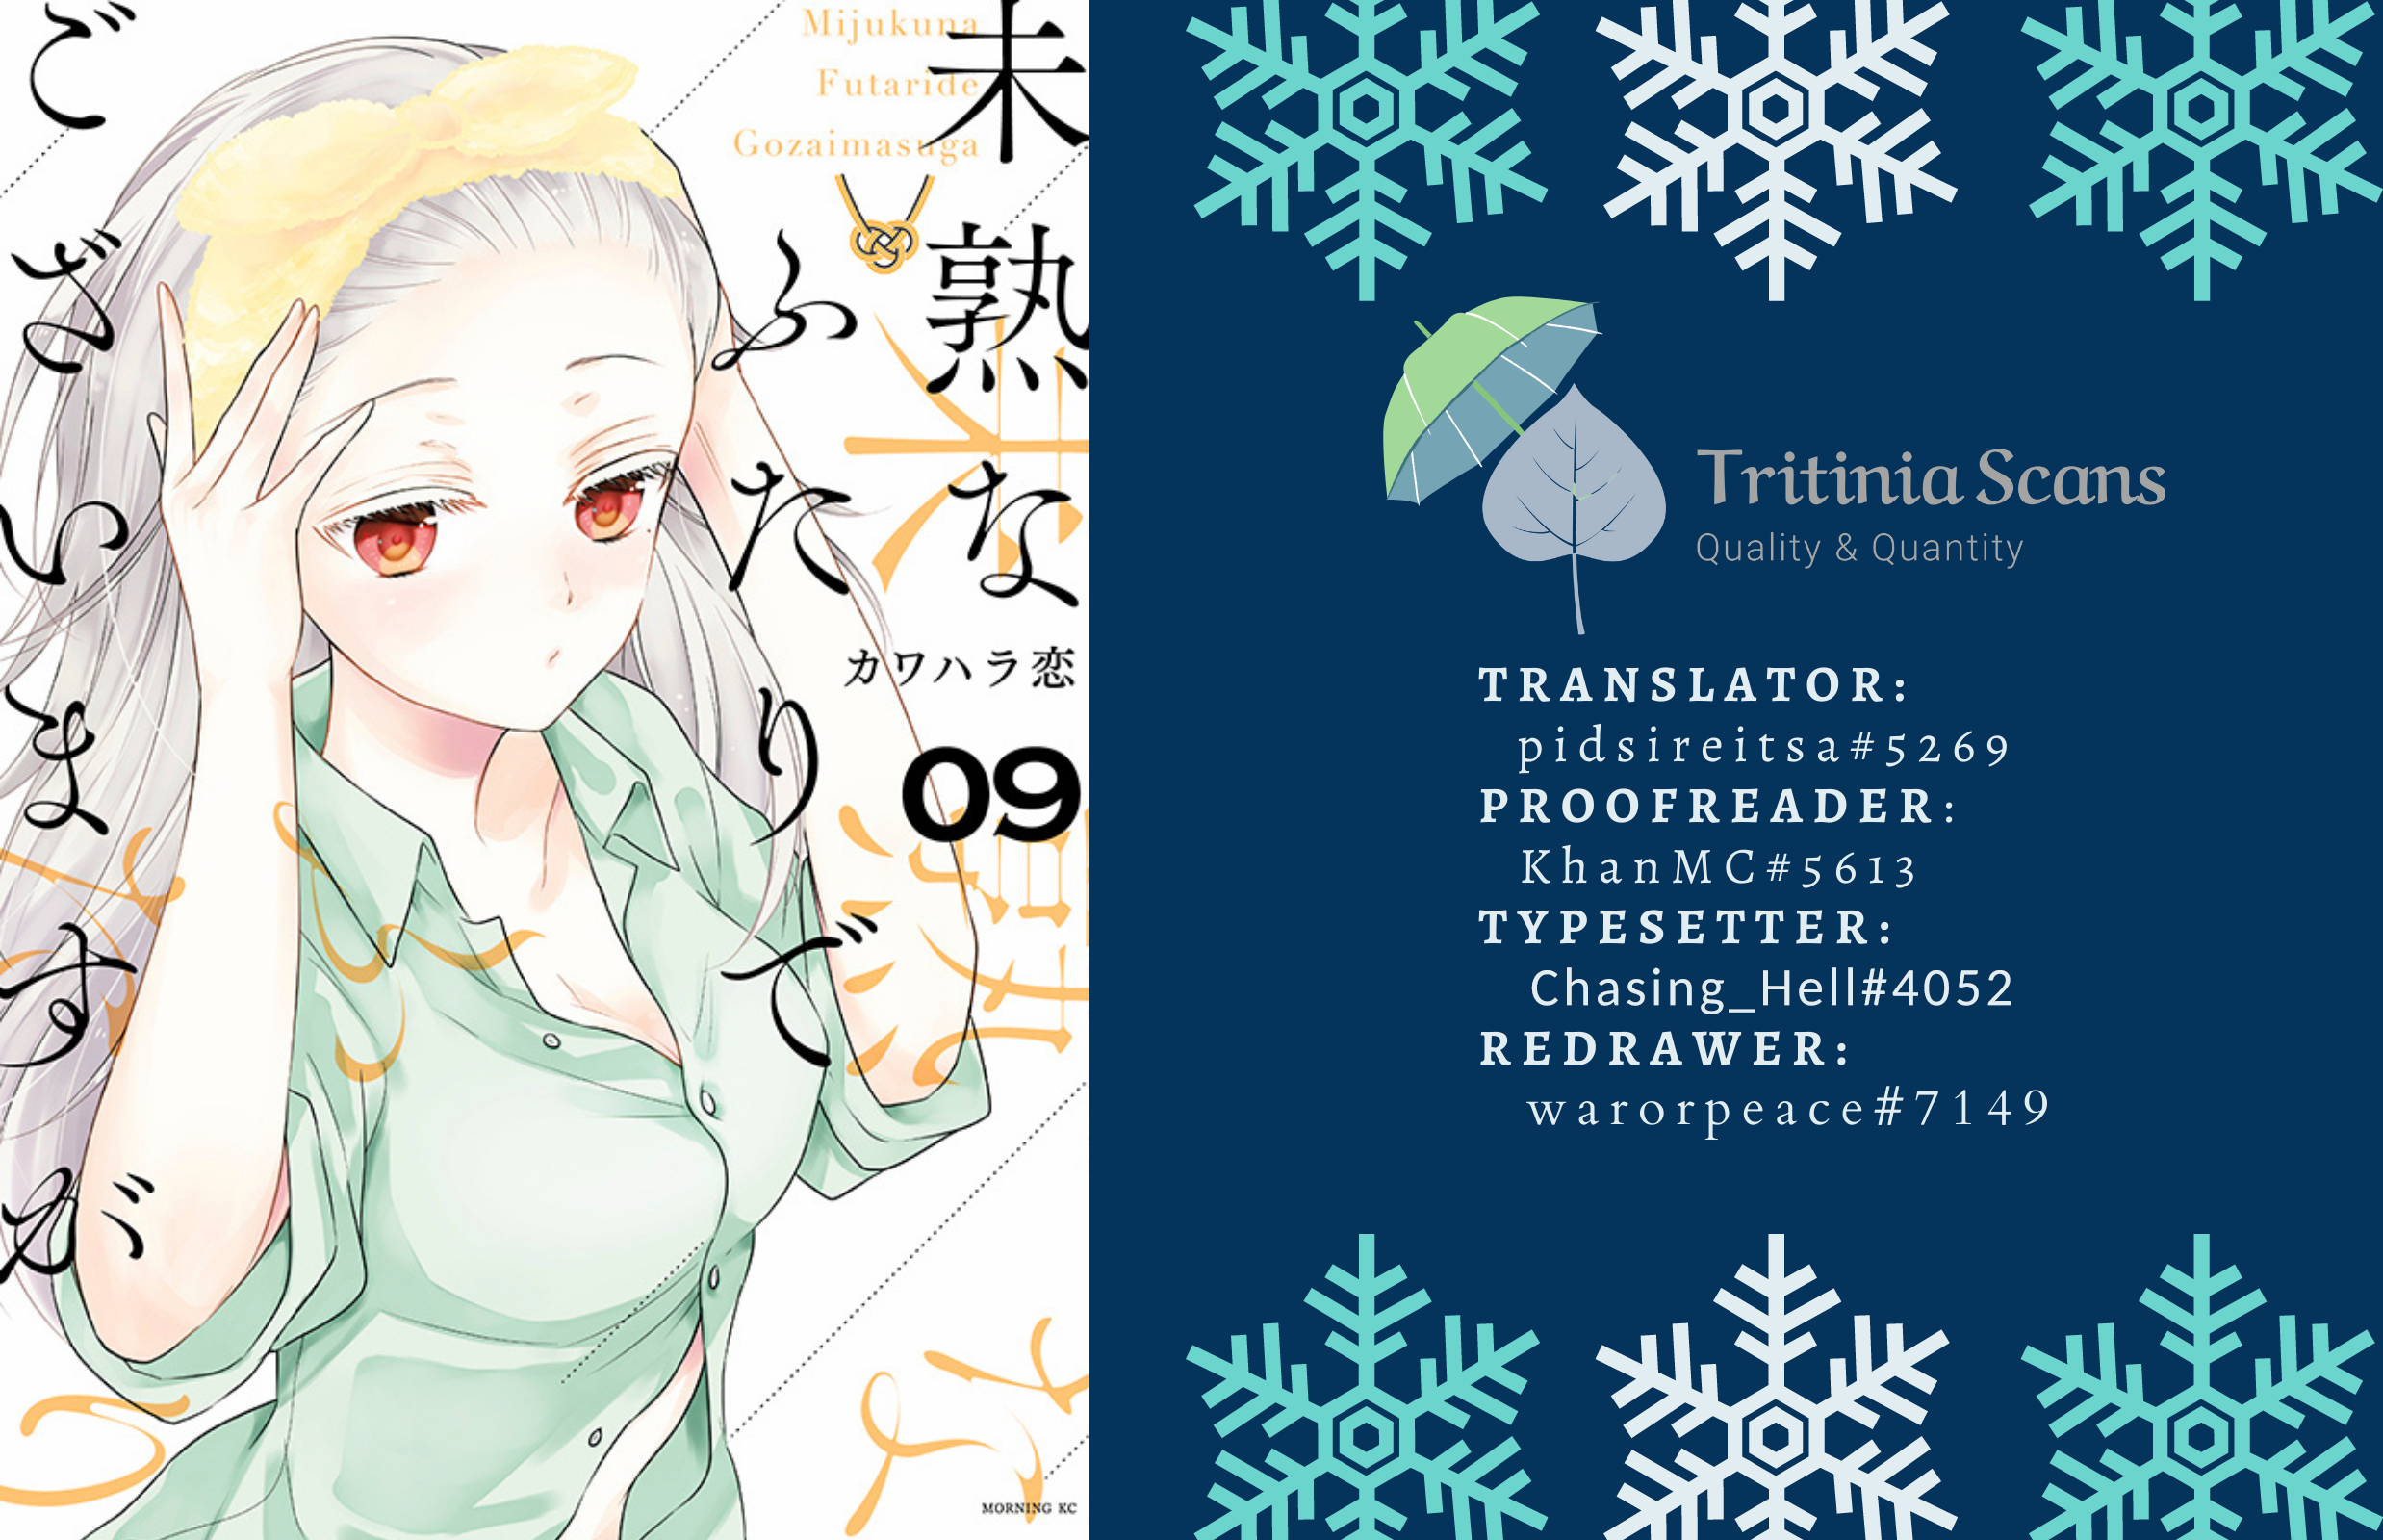 Mijukuna
Futaride
Gozaimasuga
未熟な
ふたりで
ございますが
カワハラ恋
09
MORNING KC
Tritinia Scans
Quality & Quantity
TRANSLATOR:
pidsireitsa#5269
PROOFREADER:
KhanMC#5613
TYPESETTER:
Chasing_Hell#4052
REDRAWER:
warorpeace#7149